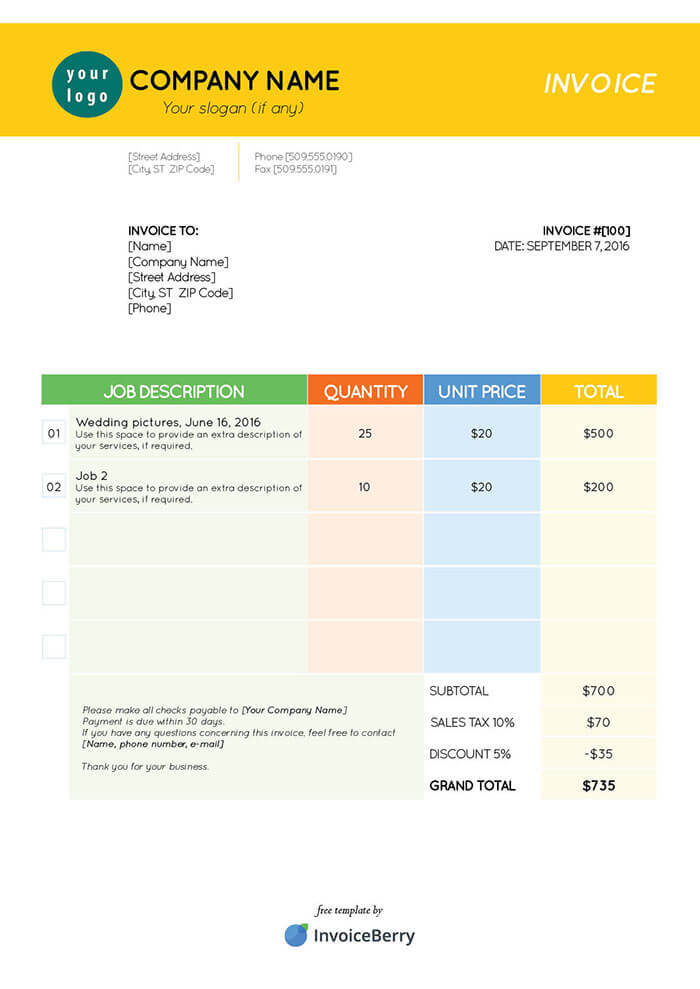 your
logo
COMPANY NAME
Your slogan (if any)
INVOICE
[Street Address]
[City, ST ZIP Code]
Phone [509.555.0190]
Fax [509.555.0191]
INVOICE TO:
[Name]
[Company Name]
[Street Address]
[City, ST ZIP Code]
[Phone]
INVOICE #[100]
DATE: SEPTEMBER 7, 2016
JOB DESCRIPTION QUANTITY UNIT PRICE TOTAL
01 Wedding pictures, June 16, 2016 25 $20 $500
Use this space to provide an extra description of
your services, if required.
02 Job 2 10 $20 $200
Use this space to provide an extra description of
your services, if required.
Please make all checks payable to [Your Company Name]
Payment is due within 30 days.
If you have any questions concerning this invoice, feel free to contact
[Name, phone number, e-mail]
Thank you for your business.
SUBTOTAL $700
SALES TAX 10% $70
DISCOUNT 5% -$35
GRAND TOTAL $735
free template by
InvoiceBerry